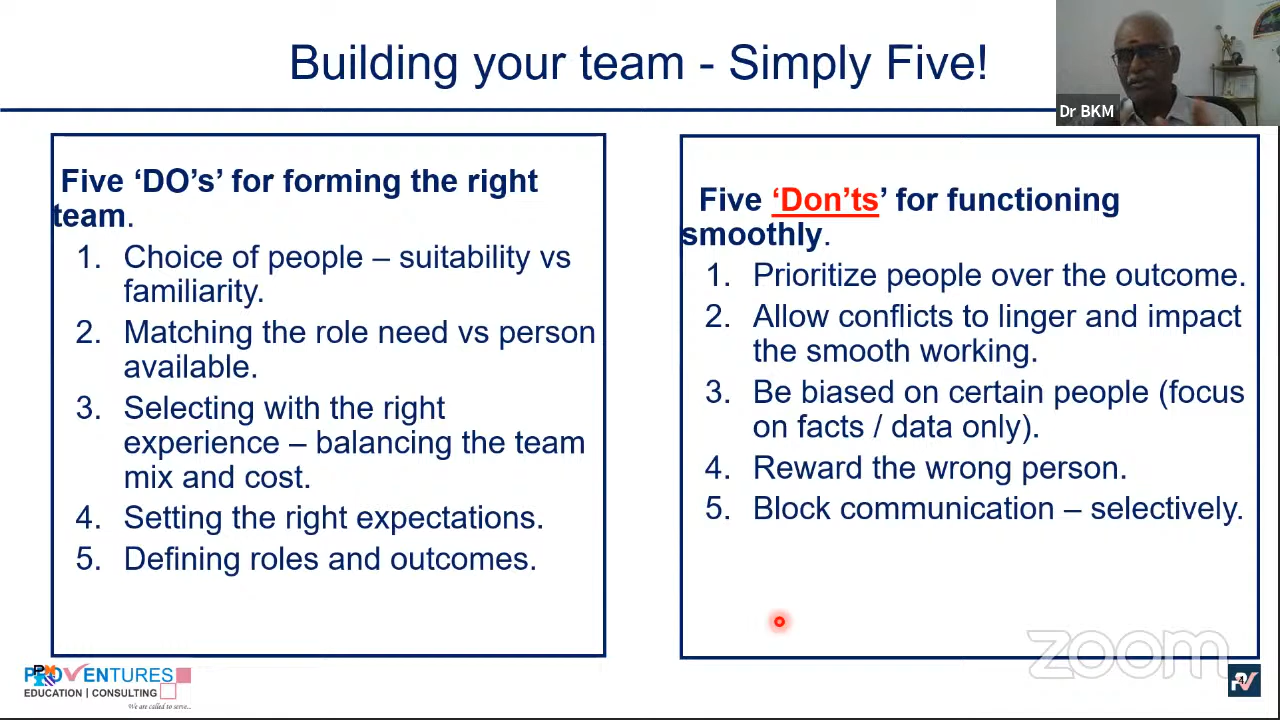 Building your team - Simply Five!
Dr BKM
Five ‘DO’s’ for forming the right
team.
1. Choice of people – suitability vs
familiarity.
2. Matching the role need vs person
available.
3. Selecting with the right
experience – balancing the team
mix and cost.
4. Setting the right expectations.
5. Defining roles and outcomes.
Five ‘Don’ts’ for functioning
smoothly.
1. Prioritize people over the outcome.
2. Allow conflicts to linger and impact
the smooth working.
3. Be biased on certain people (focus
on facts / data only).
4. Reward the wrong person.
5. Block communication – selectively.
zoom
PROVENTURES
EDUCATION | CONSULTING
We are called to serve...